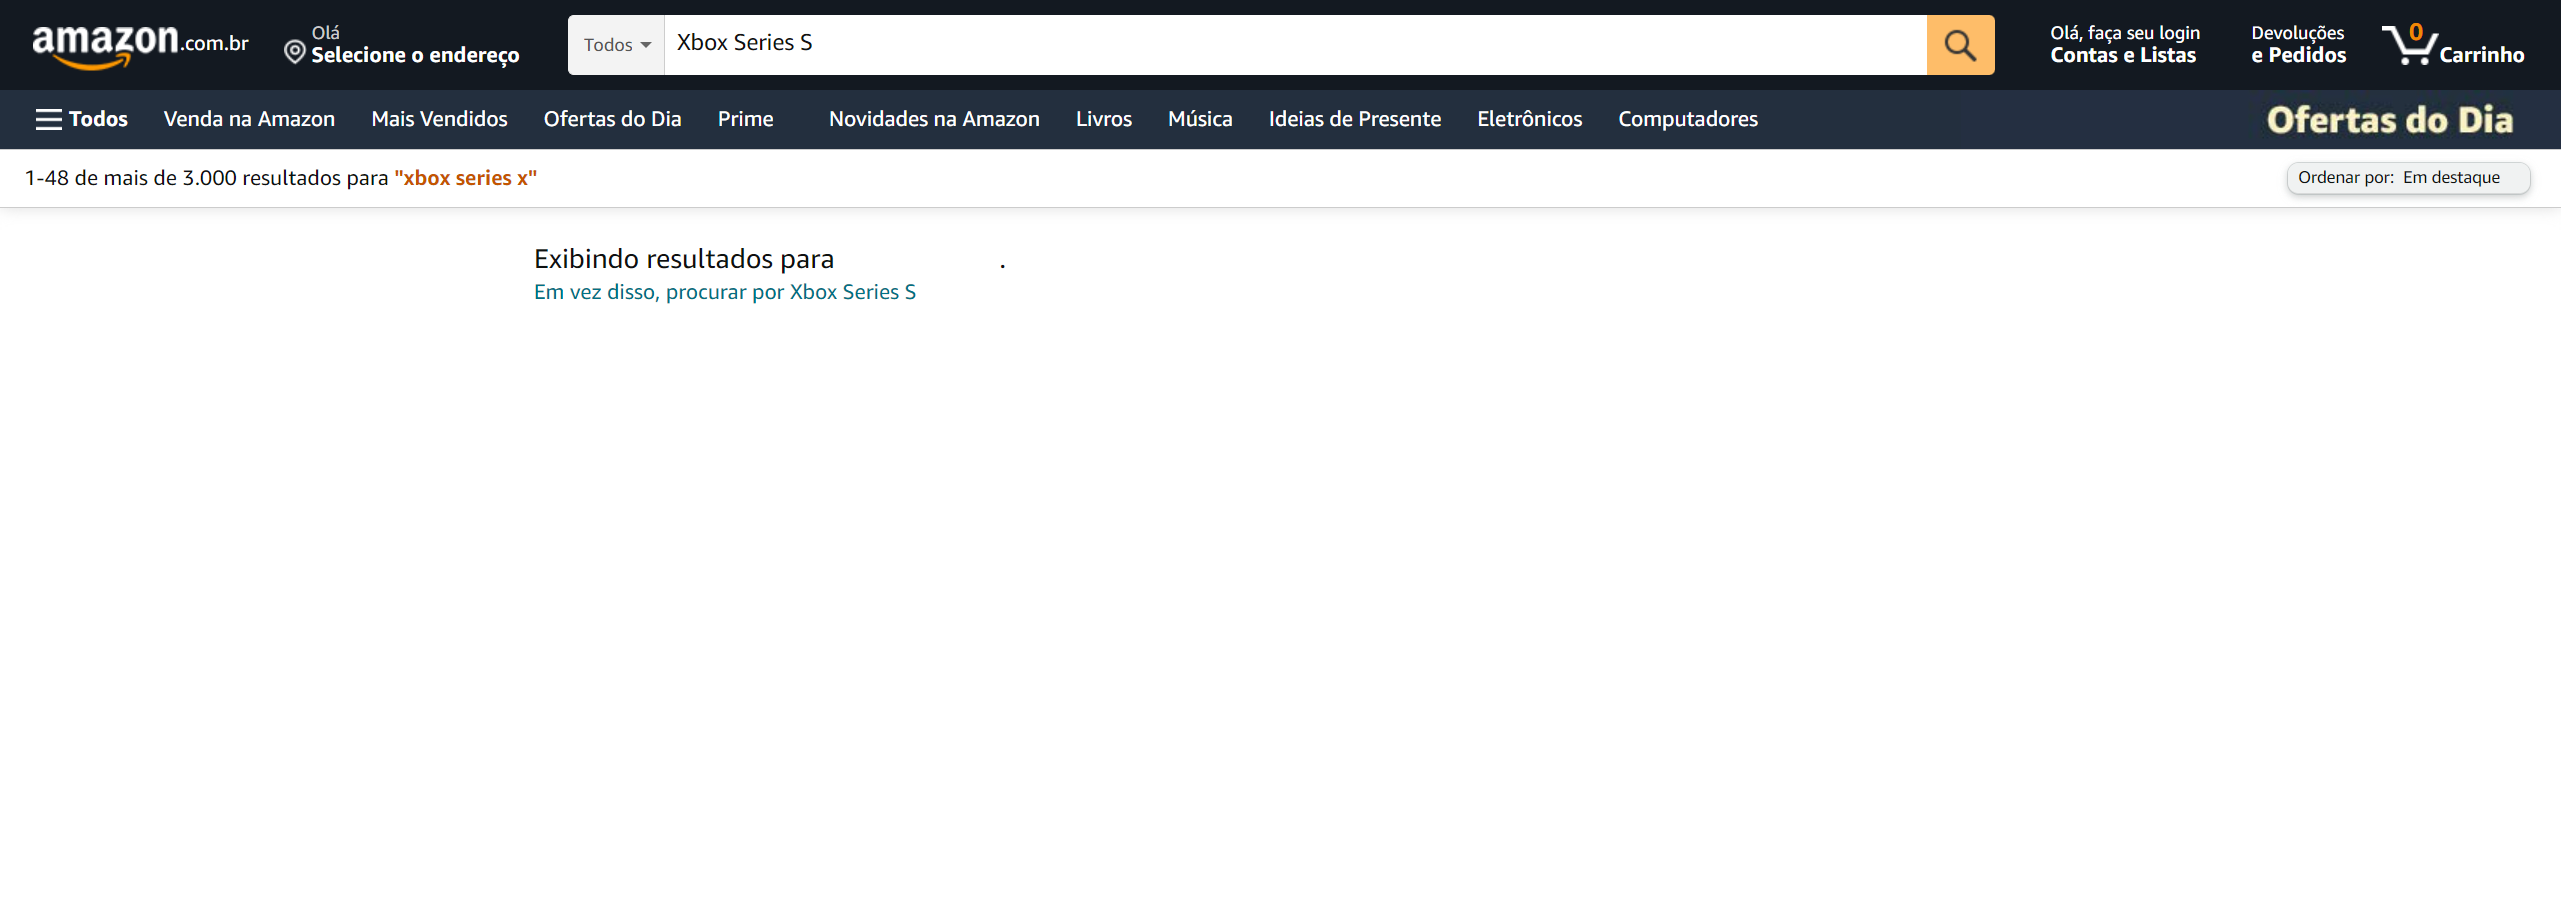 amazon.com.br
Olá
Selecione o endereço
Todos
Xbox Series S
Olá, faça seu login
Contas e Listas
Devoluções
e Pedidos
0
Carrinho
Todos
Venda na Amazon
Mais Vendidos
Ofertas do Dia
Prime
Novidades na Amazon
Livros
Música
Ideias de Presente
Eletrônicos
Computadores
Ofertas do Dia
1-48 de mais de 3.000 resultados para "xbox series x"
Ordenar por: Em destaque
Exibindo resultados para .
Em vez disso, procurar por Xbox Series S